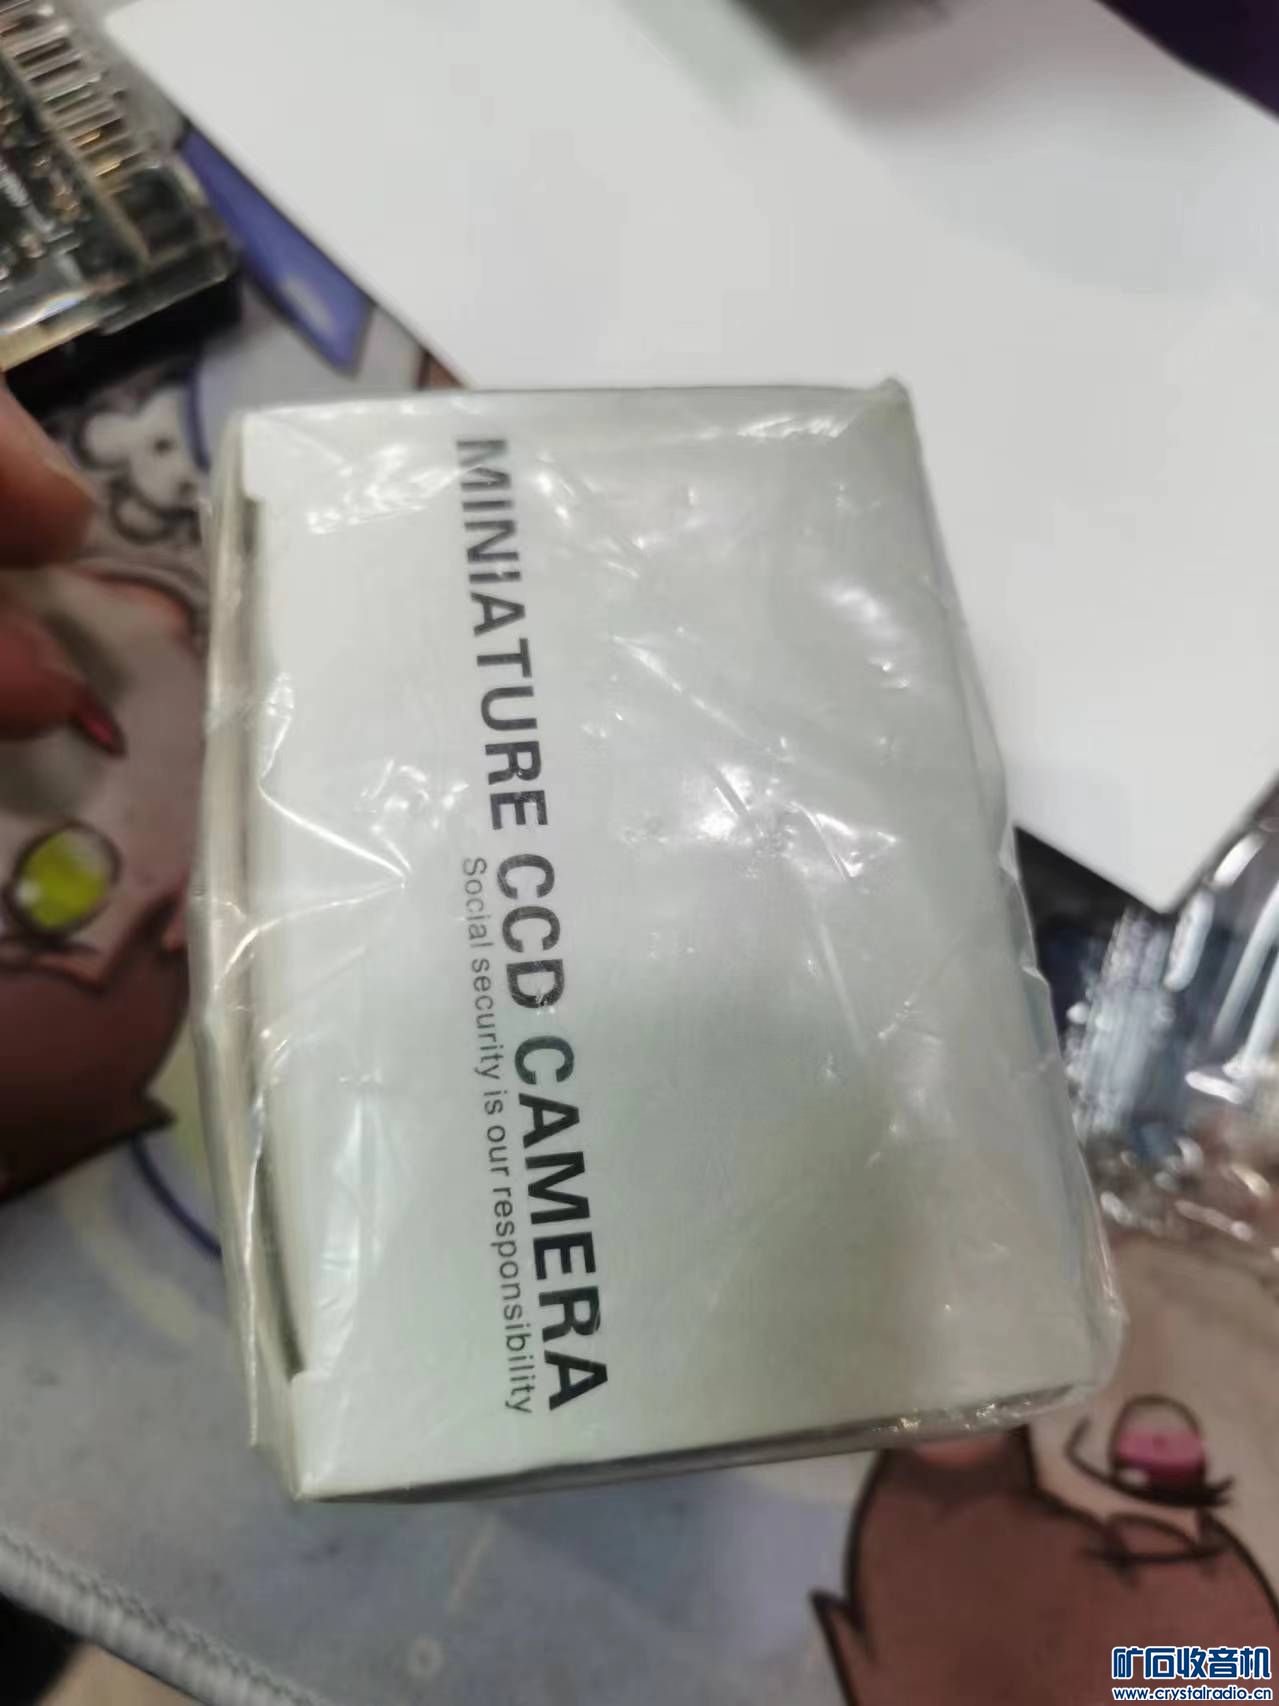 MINIATURE CCD CAMERA
Social security is our responsibility
矿石收音机
www.crystalradio.cn